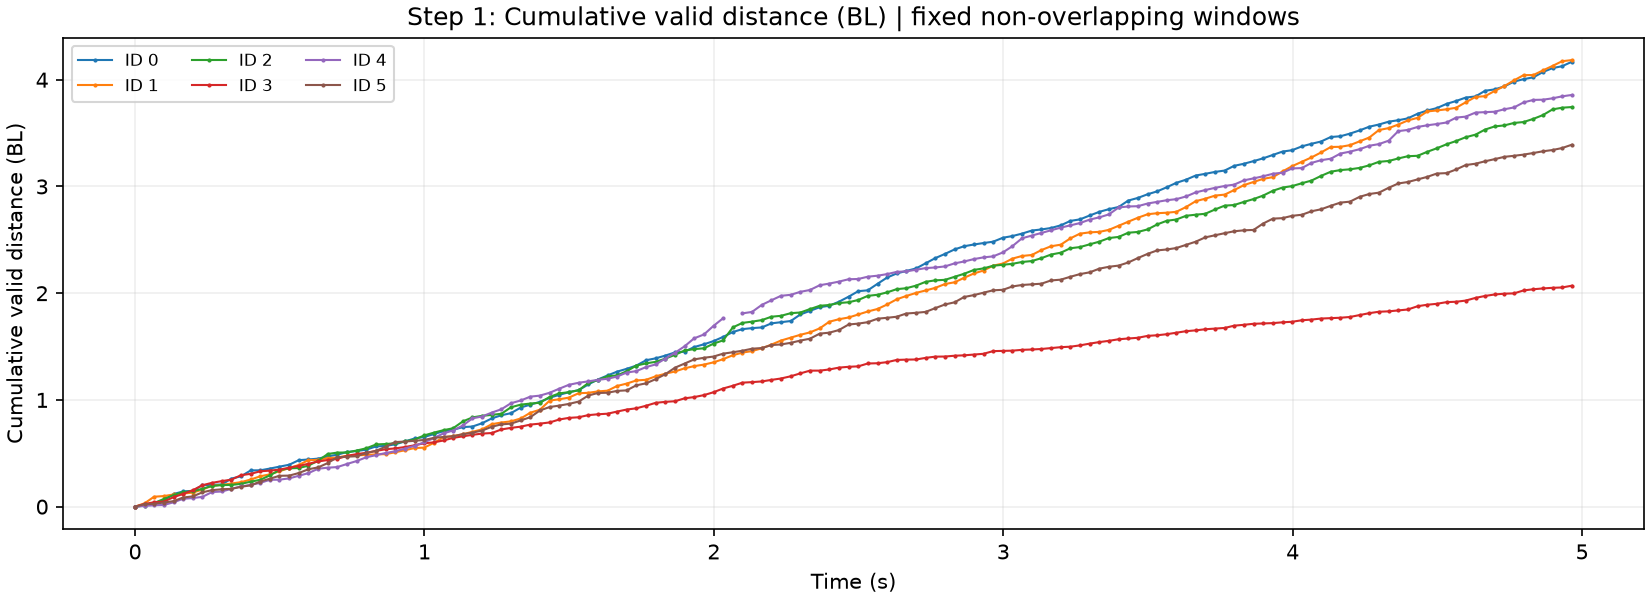 Step 1: Cumulative valid distance (BL) | fixed non-overlapping windows
ID 0 ID 2 ID 4
ID 1 ID 3 ID 5
Cumulative valid distance (BL)
4
3
2
1
0
0 1 2 3 4 5
Time (s)